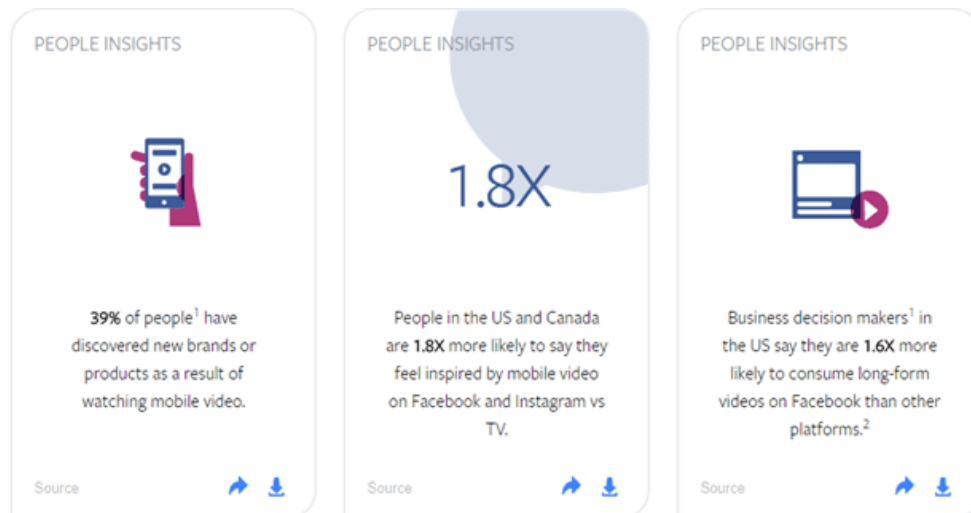 PEOPLE INSIGHTS
39% of people¹ have
discovered new brands or
products as a result of
watching mobile video.
Source
PEOPLE INSIGHTS
1.8X
People in the US and Canada
are 1.8X more likely to say they
feel inspired by mobile video
on Facebook and Instagram vs
TV.
Source
PEOPLE INSIGHTS
Business decision makers¹ in
the US say they are 1.6X more
likely to consume long-form
videos on Facebook than other
platforms.²
Source